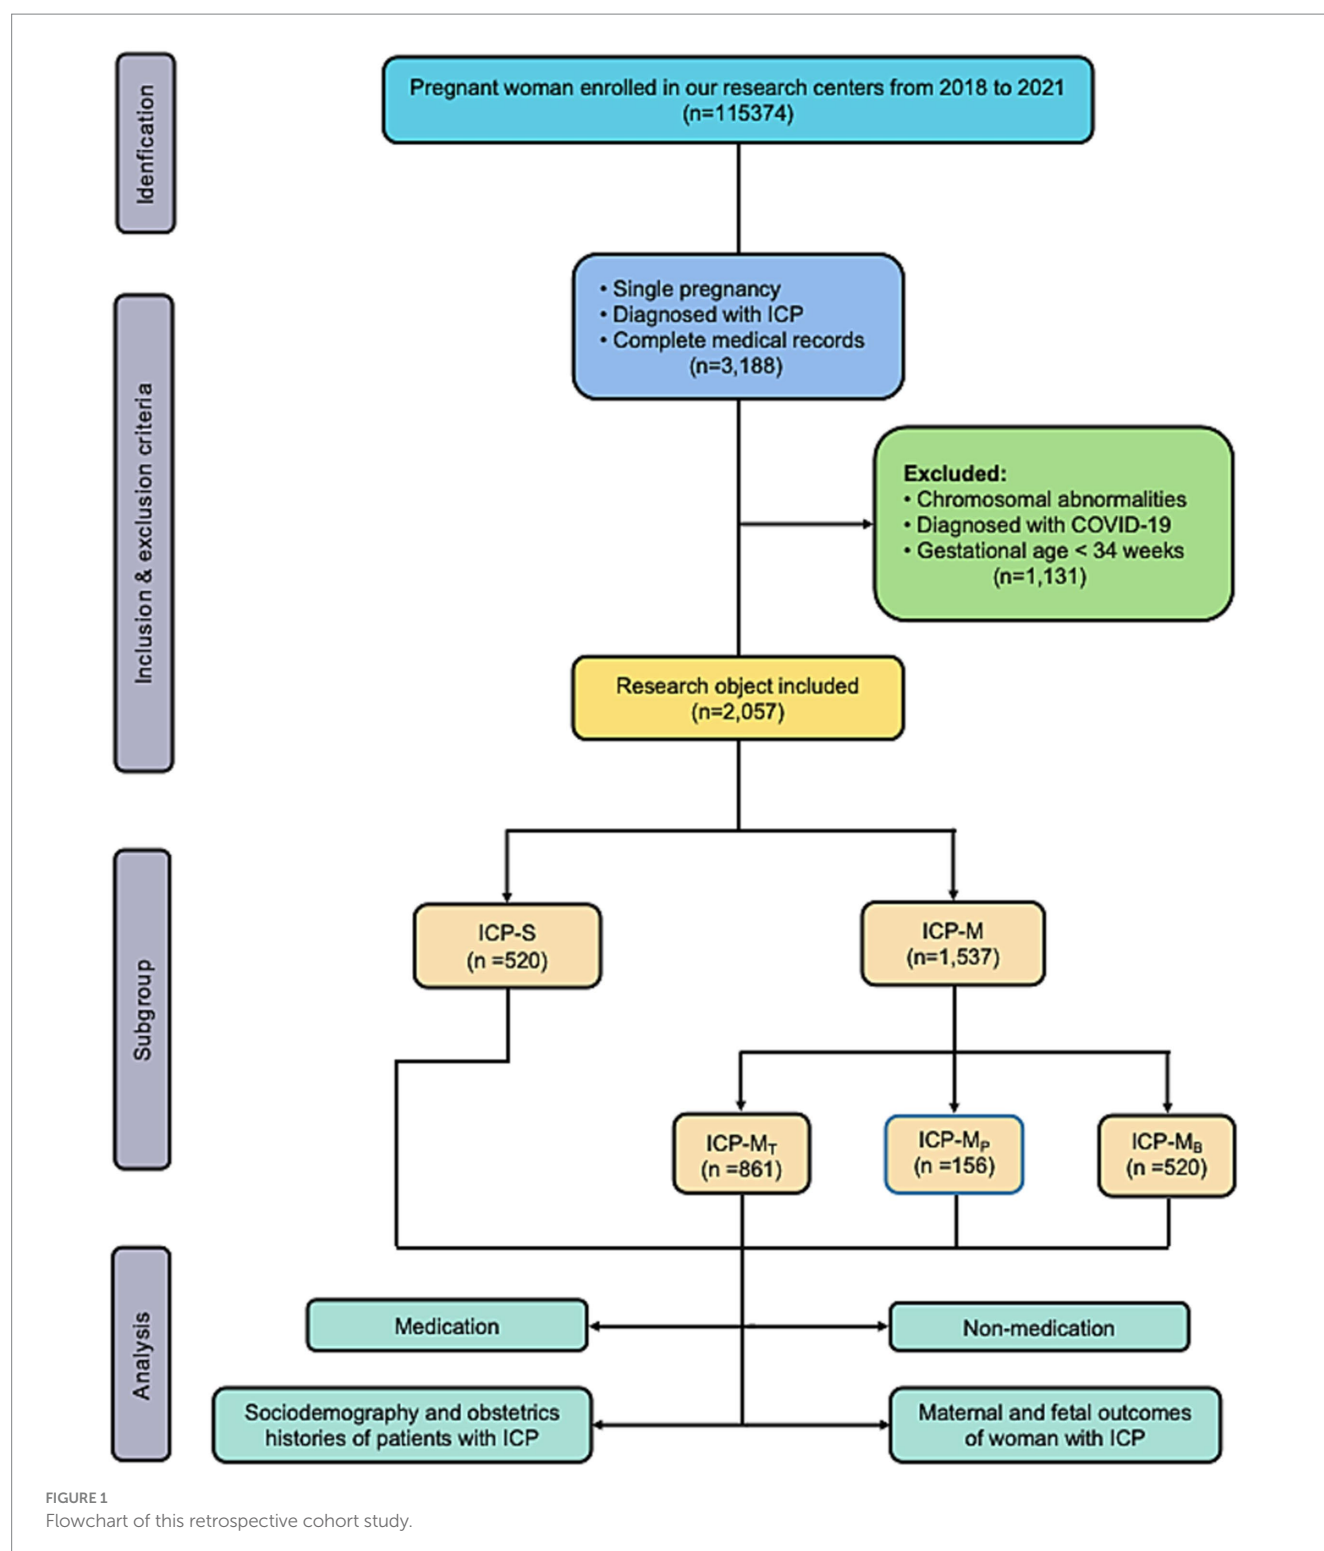 Idenfication
Pregnant woman enrolled in our research centers from 2018 to 2021
(n=115374)
Inclusion & exclusion criteria
• Single pregnancy
• Diagnosed with ICP
• Complete medical records
(n=3,188)
Excluded:
• Chromosomal abnormalities
• Diagnosed with COVID-19
• Gestational age < 34 weeks
(n=1,131)
Research object included
(n=2,057)
Subgroup
ICP-S
(n =520)
ICP-M
(n=1,537)
ICP-MT
(n =861)
ICP-MP
(n =156)
ICP-MB
(n =520)
Analysis
Medication
Non-medication
Sociodemography and obstetrics
histories of patients with ICP
Maternal and fetal outcomes
of woman with ICP
FIGURE 1
Flowchart of this retrospective cohort study.